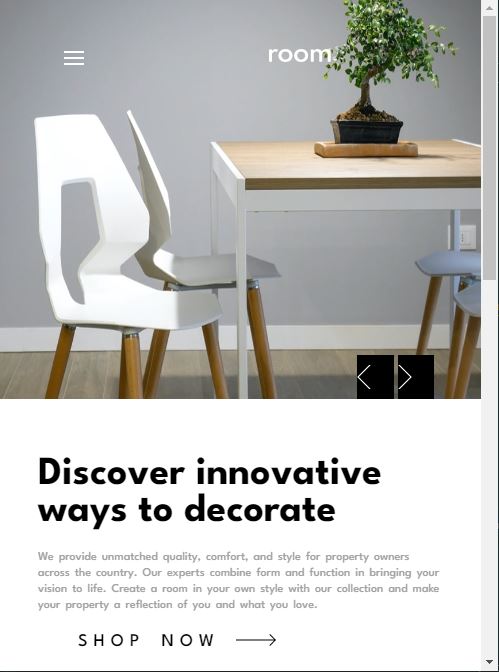 room.
Discover innovative
ways to decorate
We provide unmatched quality, comfort, and style for property owners
across the country. Our experts combine form and function in bringing your
vision to life. Create a room in your own style with our collection and make
your property a reflection of you and what you love.
SHOP NOW